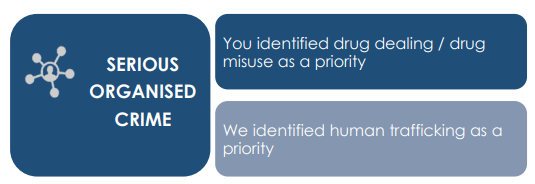 SERIOUS
ORGANISED
CRIME
You identified drug dealing / drug
misuse as a priority
We identified human trafficking as a
priority